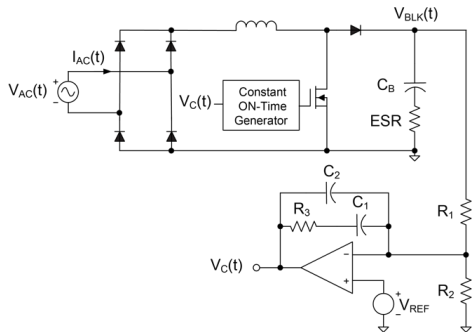 V_BLK(t)
I_AC(t)
V_AC(t)
+
−
V_C(t)
Constant
ON-Time
Generator
C_B
ESR
C_2
R_3
C_1
R_1
V_C(t)
−
+
R_2
+
−
V_REF